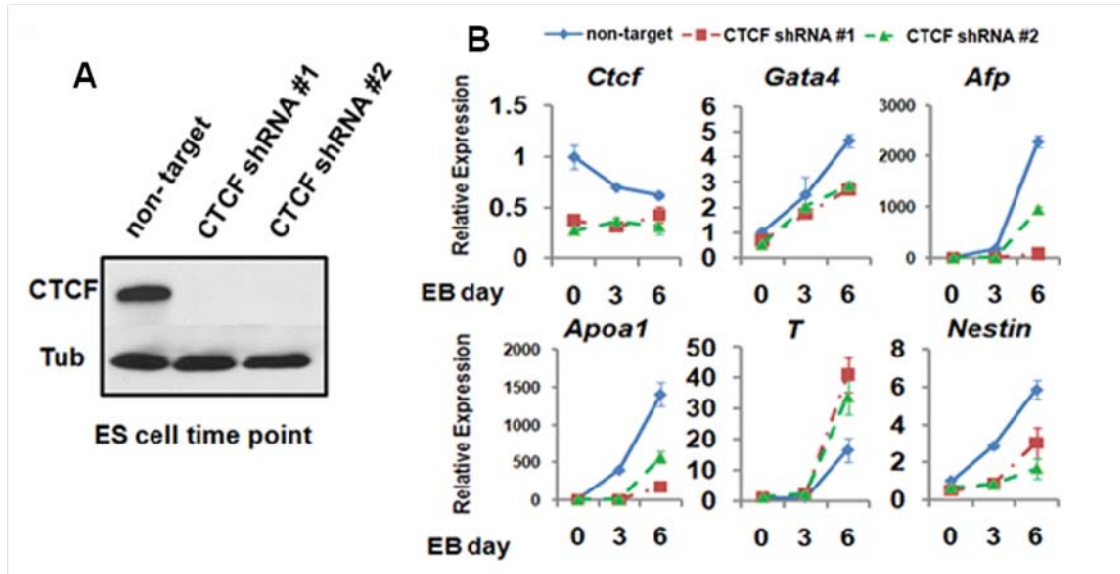 A
non-target
CTCF shRNA #1
CTCF shRNA #2
CTCF
Tub
ES cell time point
B
non-target CTCF shRNA #1 CTCF shRNA #2
Ctcf
Relative Expression
1.5
1
0.5
0
Gata4
6
5
4
3
2
1
0
Afp
3000
2000
1000
0
EB day
0 3 6
0 3 6
0 3 6
Apoa1
Relative Expression
2000
1500
1000
500
0
T
50
40
30
20
10
0
Nestin
8
6
4
2
0
EB day
0 3 6
0 3 6
0 3 6